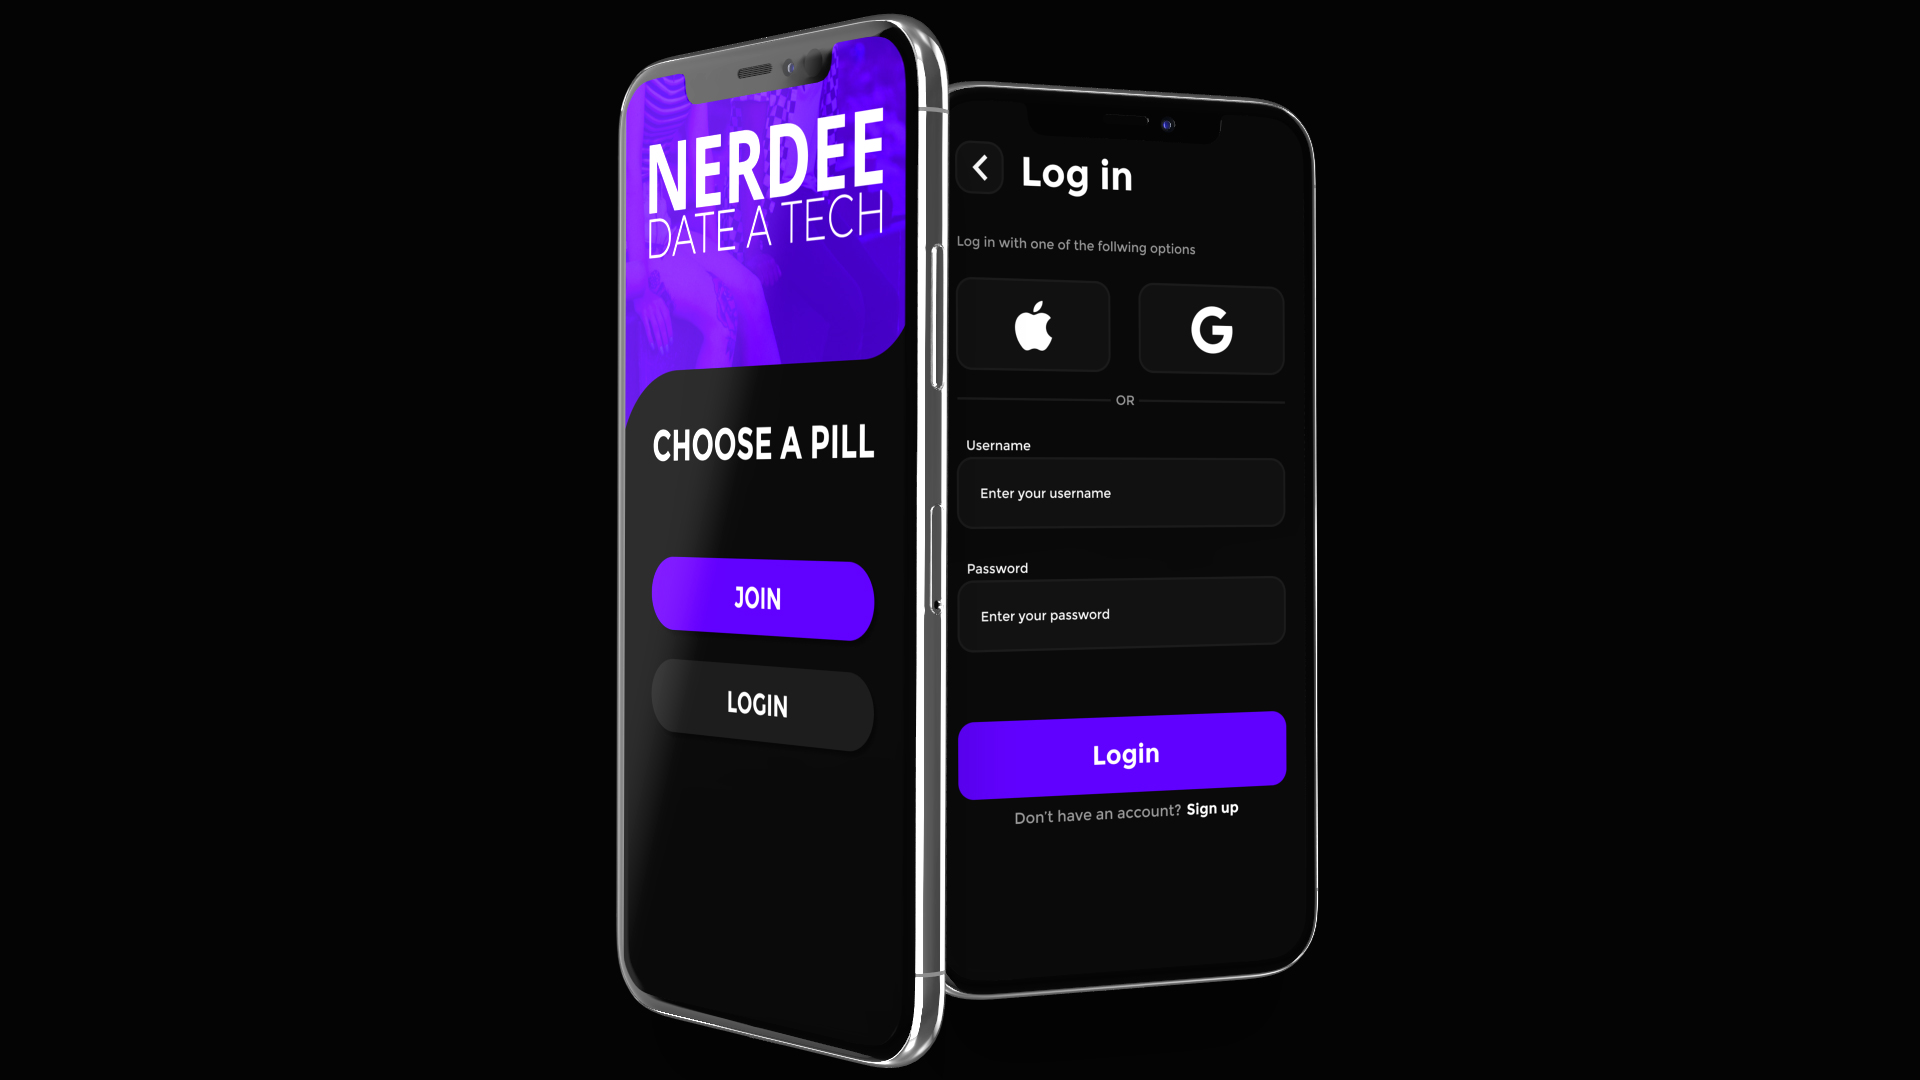 NERDEE
DATE A TECH
CHOOSE A PILL
JOIN
LOGIN
Log in
Log in with one of the follwing options
G
OR
Username
Enter your username
Password
Enter your password
Login
Don't have an account? Sign up